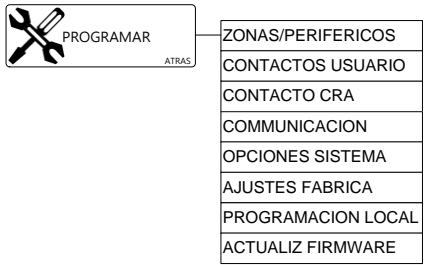 PROGRAMAR
ATRAS
ZONAS/PERIFERICOS
CONTACTOS USUARIO
CONTACTO CRA
COMMUNICACION
OPCIONES SISTEMA
AJUSTES FABRICA
PROGRAMACION LOCAL
ACTUALIZ FIRMWARE